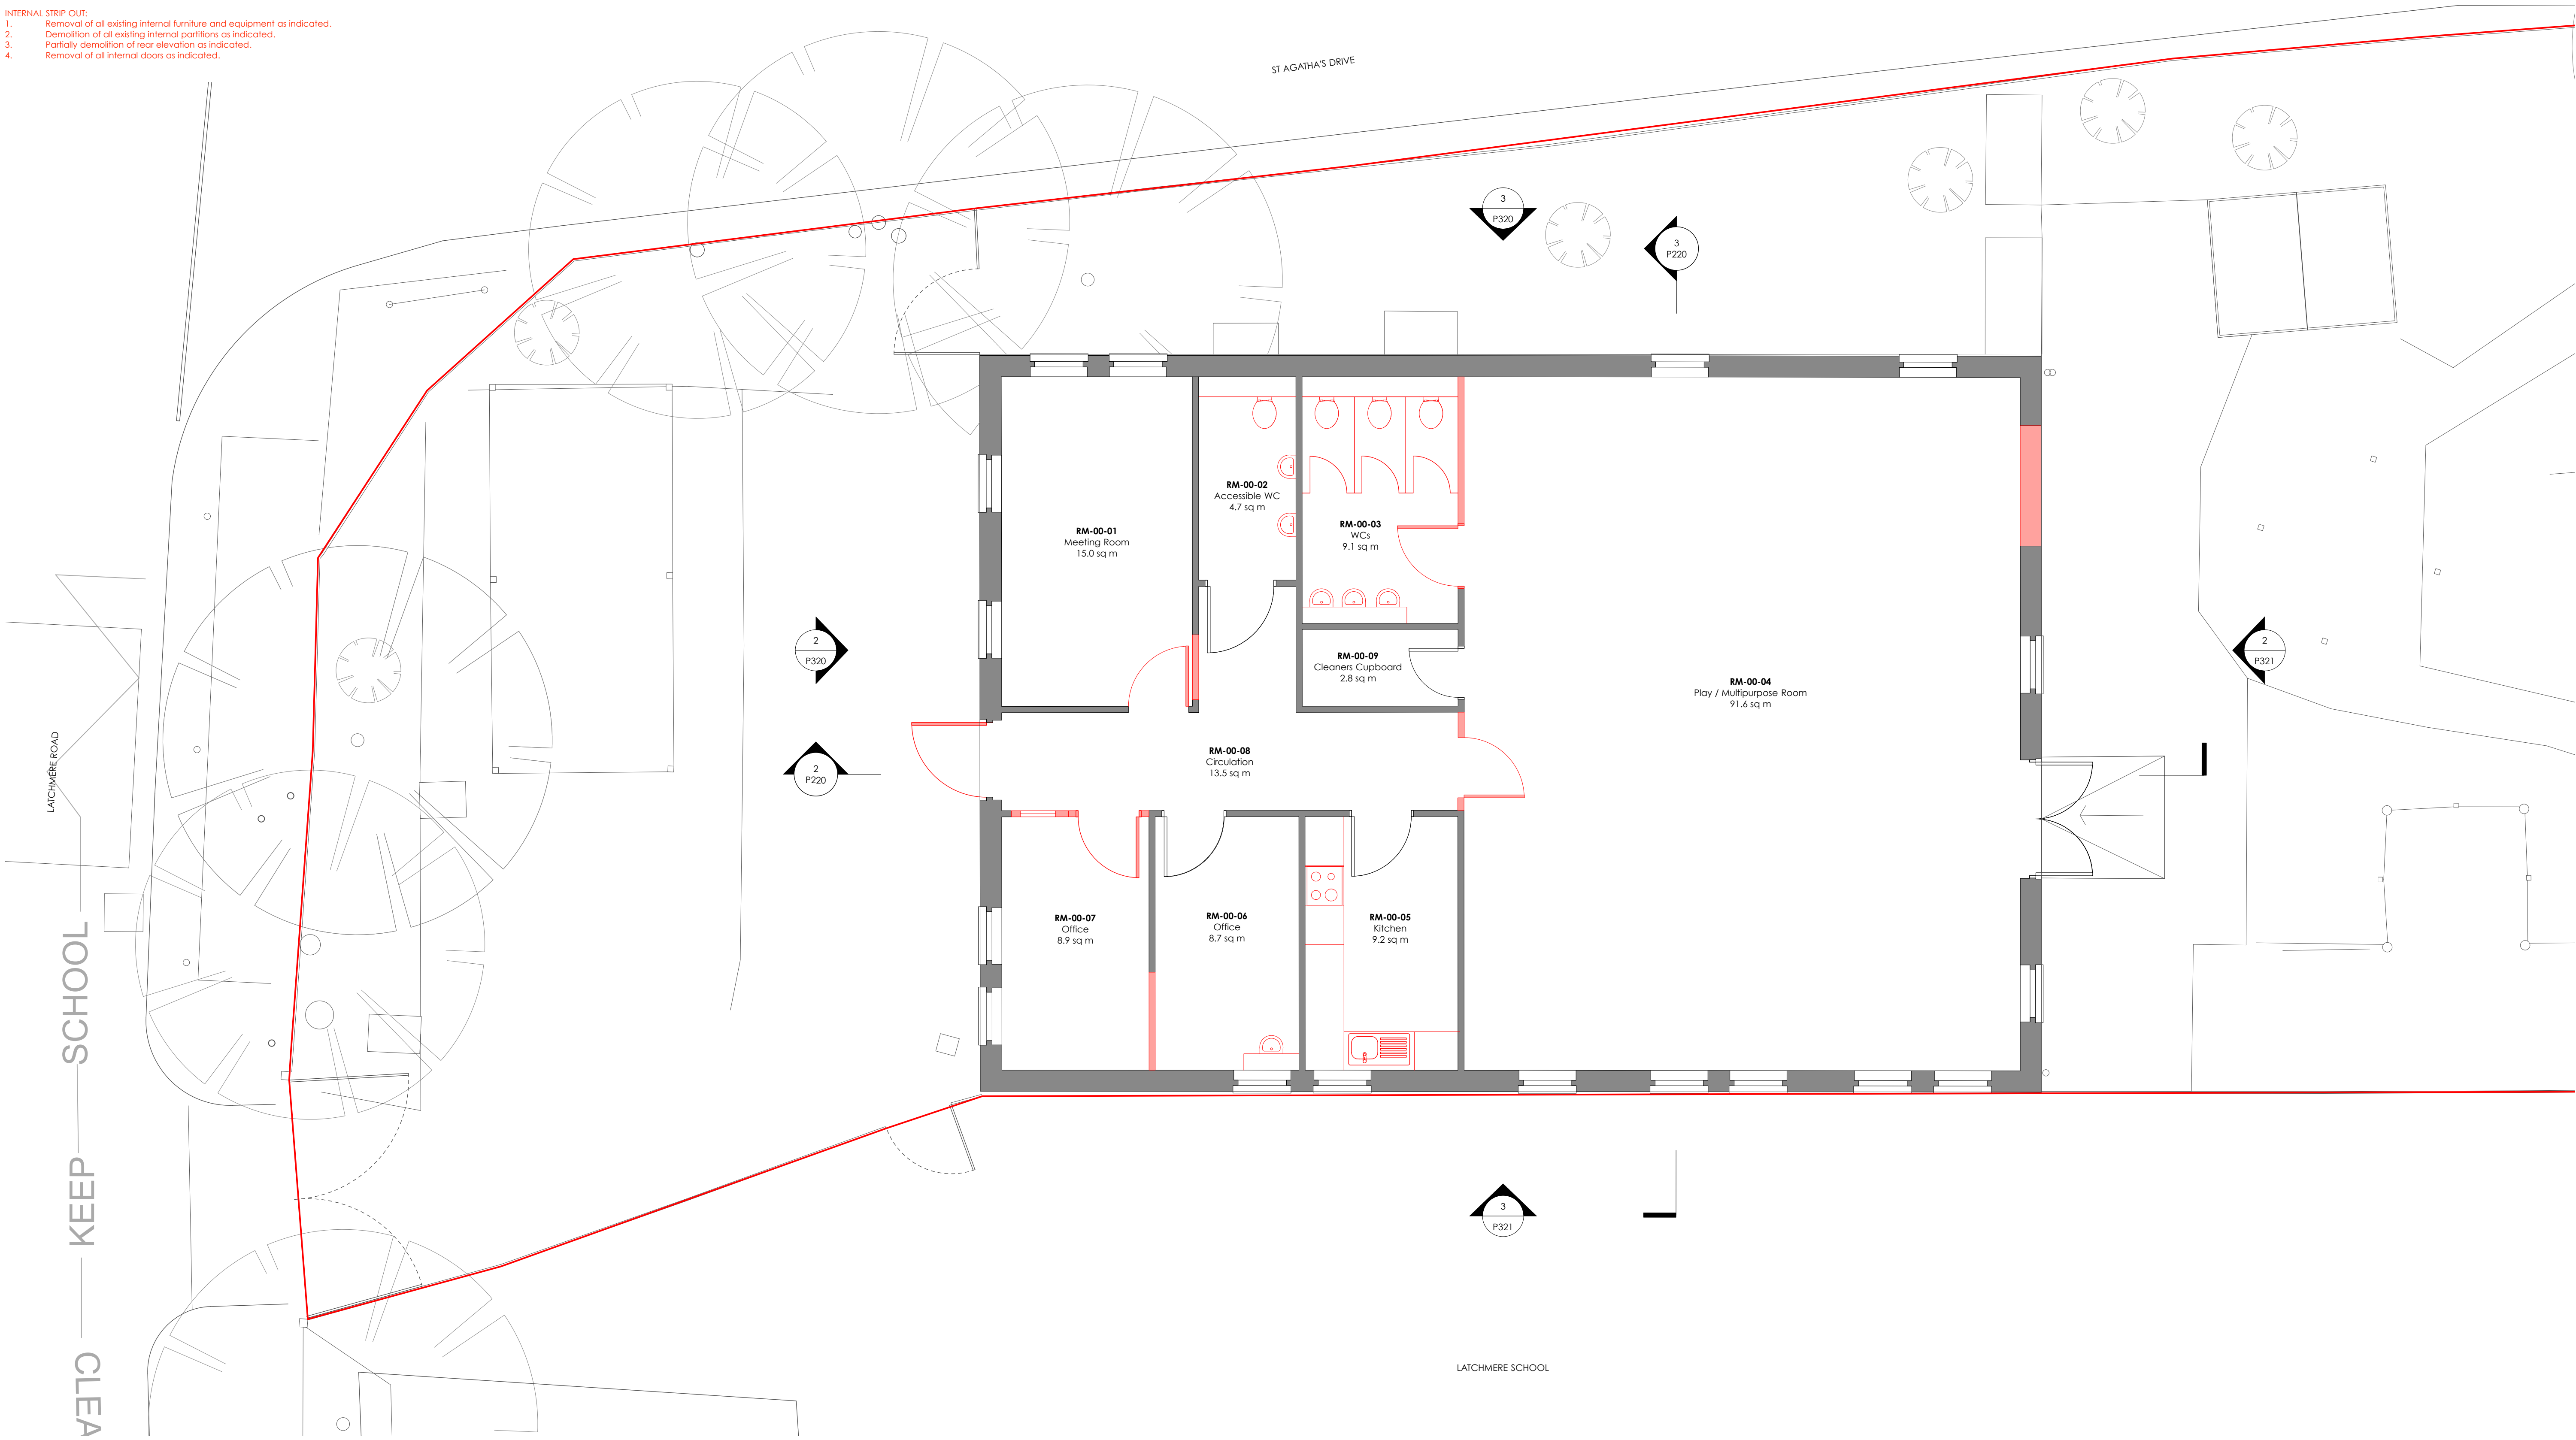 INTERNAL STRIP OUT:
1. Removal of all existing internal furniture and equipment as indicated.
2. Demolition of all existing internal partitions as indicated.
3. Partially demolition of rear elevation as indicated.
4. Removal of all internal doors as indicated.
ST AGATHA'S DRIVE
3
P320
3
P220
RM-00-02
Accessible WC
4.7 sq m
RM-00-01
Meeting Room
15.0 sq m
RM-00-03
WCs
9.1 sq m
2
P320
RM-00-09
Cleaners Cupboard
2.8 sq m
RM-00-04
Play / Multipurpose Room
91.6 sq m
2
P321
LATCHMERE ROAD
2
P220
RM-00-08
Circulation
13.5 sq m
RM-00-07
Office
8.9 sq m
RM-00-06
Office
8.7 sq m
RM-00-05
Kitchen
9.2 sq m
SCHOOL
KEEP
CLEA
3
P321
LATCHMERE SCHOOL